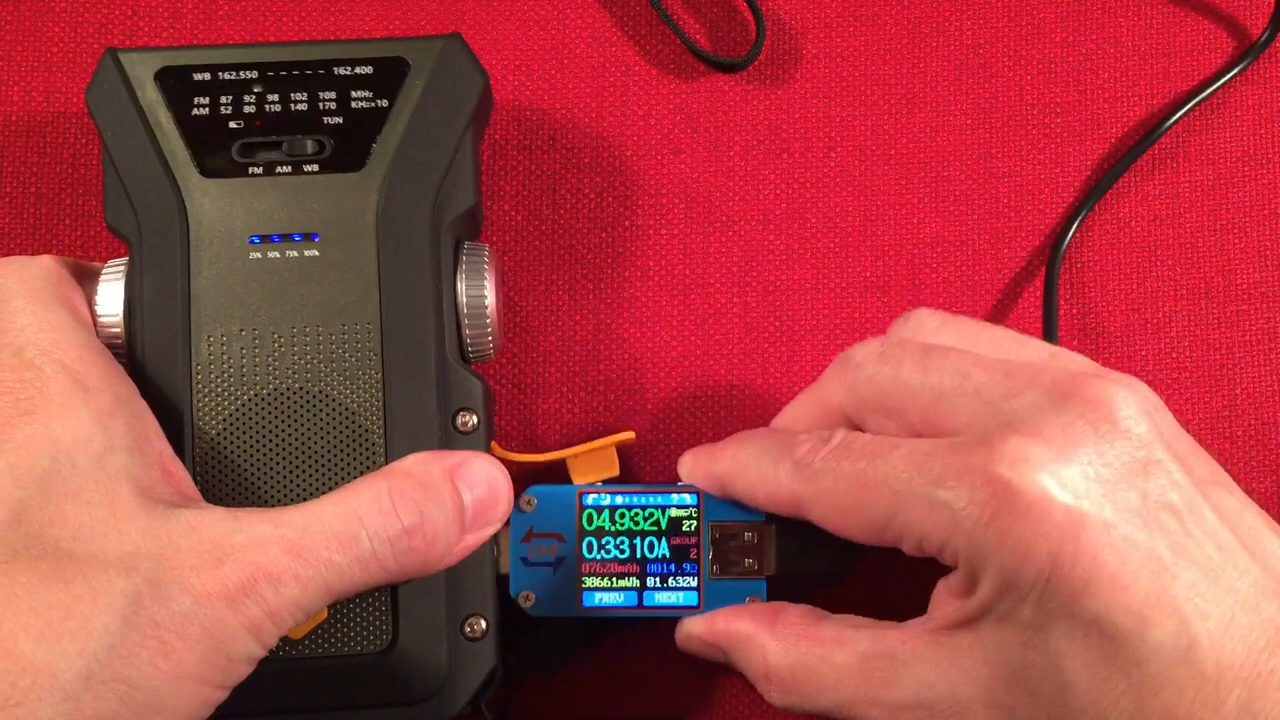 WB 162.550 - - - - - 162.400
FM 87 92 98 102 108 MHz
AM 52 80 110 140 170 KHz×10
TUN
FM AM WB
25% 50% 75% 100%
04.932V
27
0.3310A
GROUP
2
07620mAh 0014.9Ω
38661mWh 01.632W
PREV NEXT